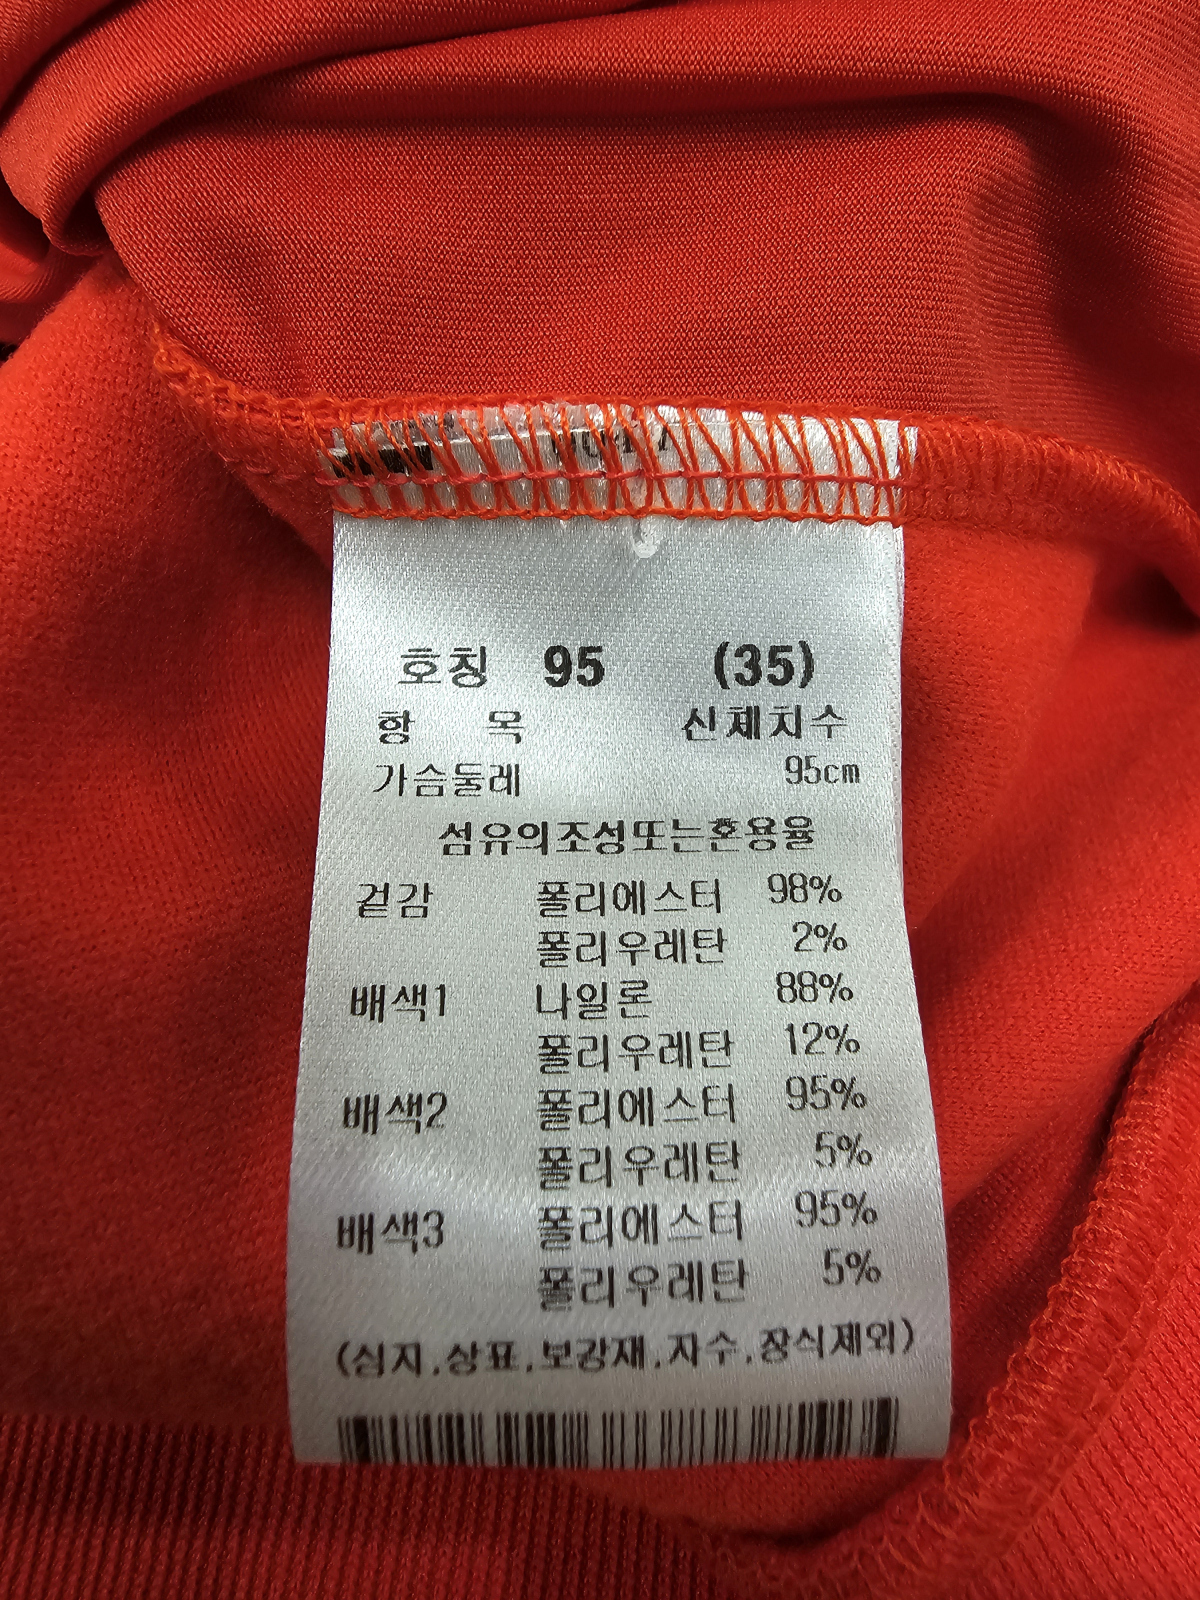 호칭 95 (35)
항 목 신체치수
가슴둘레 95cm
섬유의조성또는혼용율
겉감 폴리에스터 98%
폴리우레탄 2%
배색1 나일론 88%
폴리우레탄 12%
배색2 폴리에스터 95%
폴리우레탄 5%
배색3 폴리에스터 95%
폴리우레탄 5%
(심지,상표,보강재,자수,장식제외)